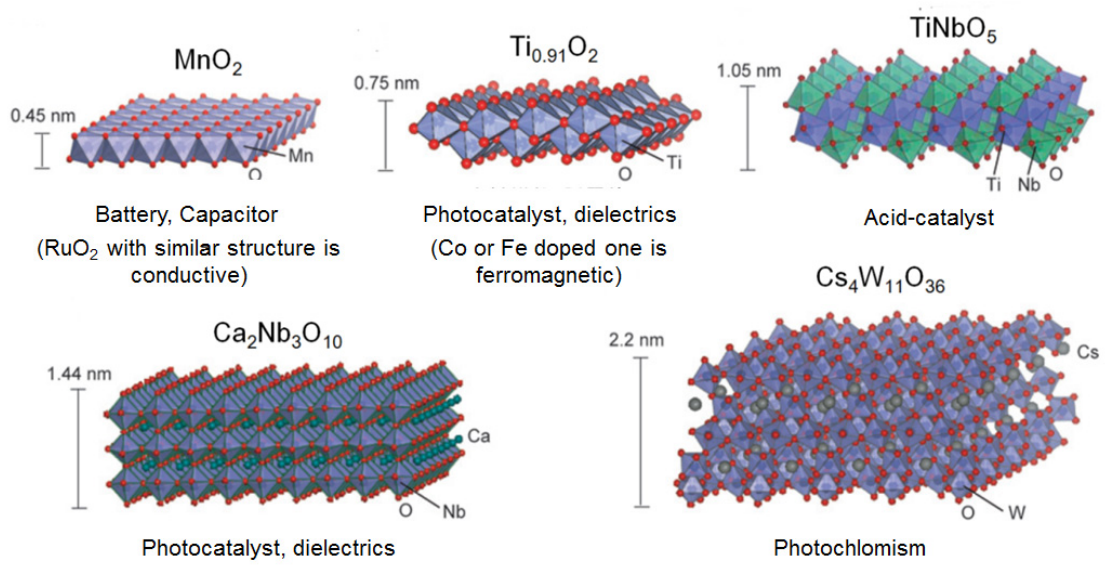 MnO₂
0.45 nm
Mn
O
Battery, Capacitor
(RuO₂ with similar structure is
conductive)
Ti₀.₉₁O₂
0.75 nm
Ti
O
Photocatalyst, dielectrics
(Co or Fe doped one is
ferromagnetic)
TiNbO₅
1.05 nm
Ti
Nb
O
Acid-catalyst
Ca₂Nb₃O₁₀
1.44 nm
Ca
O
Nb
Photocatalyst, dielectrics
Cs₄W₁₁O₃₆
2.2 nm
Cs
O
W
Photochlomism